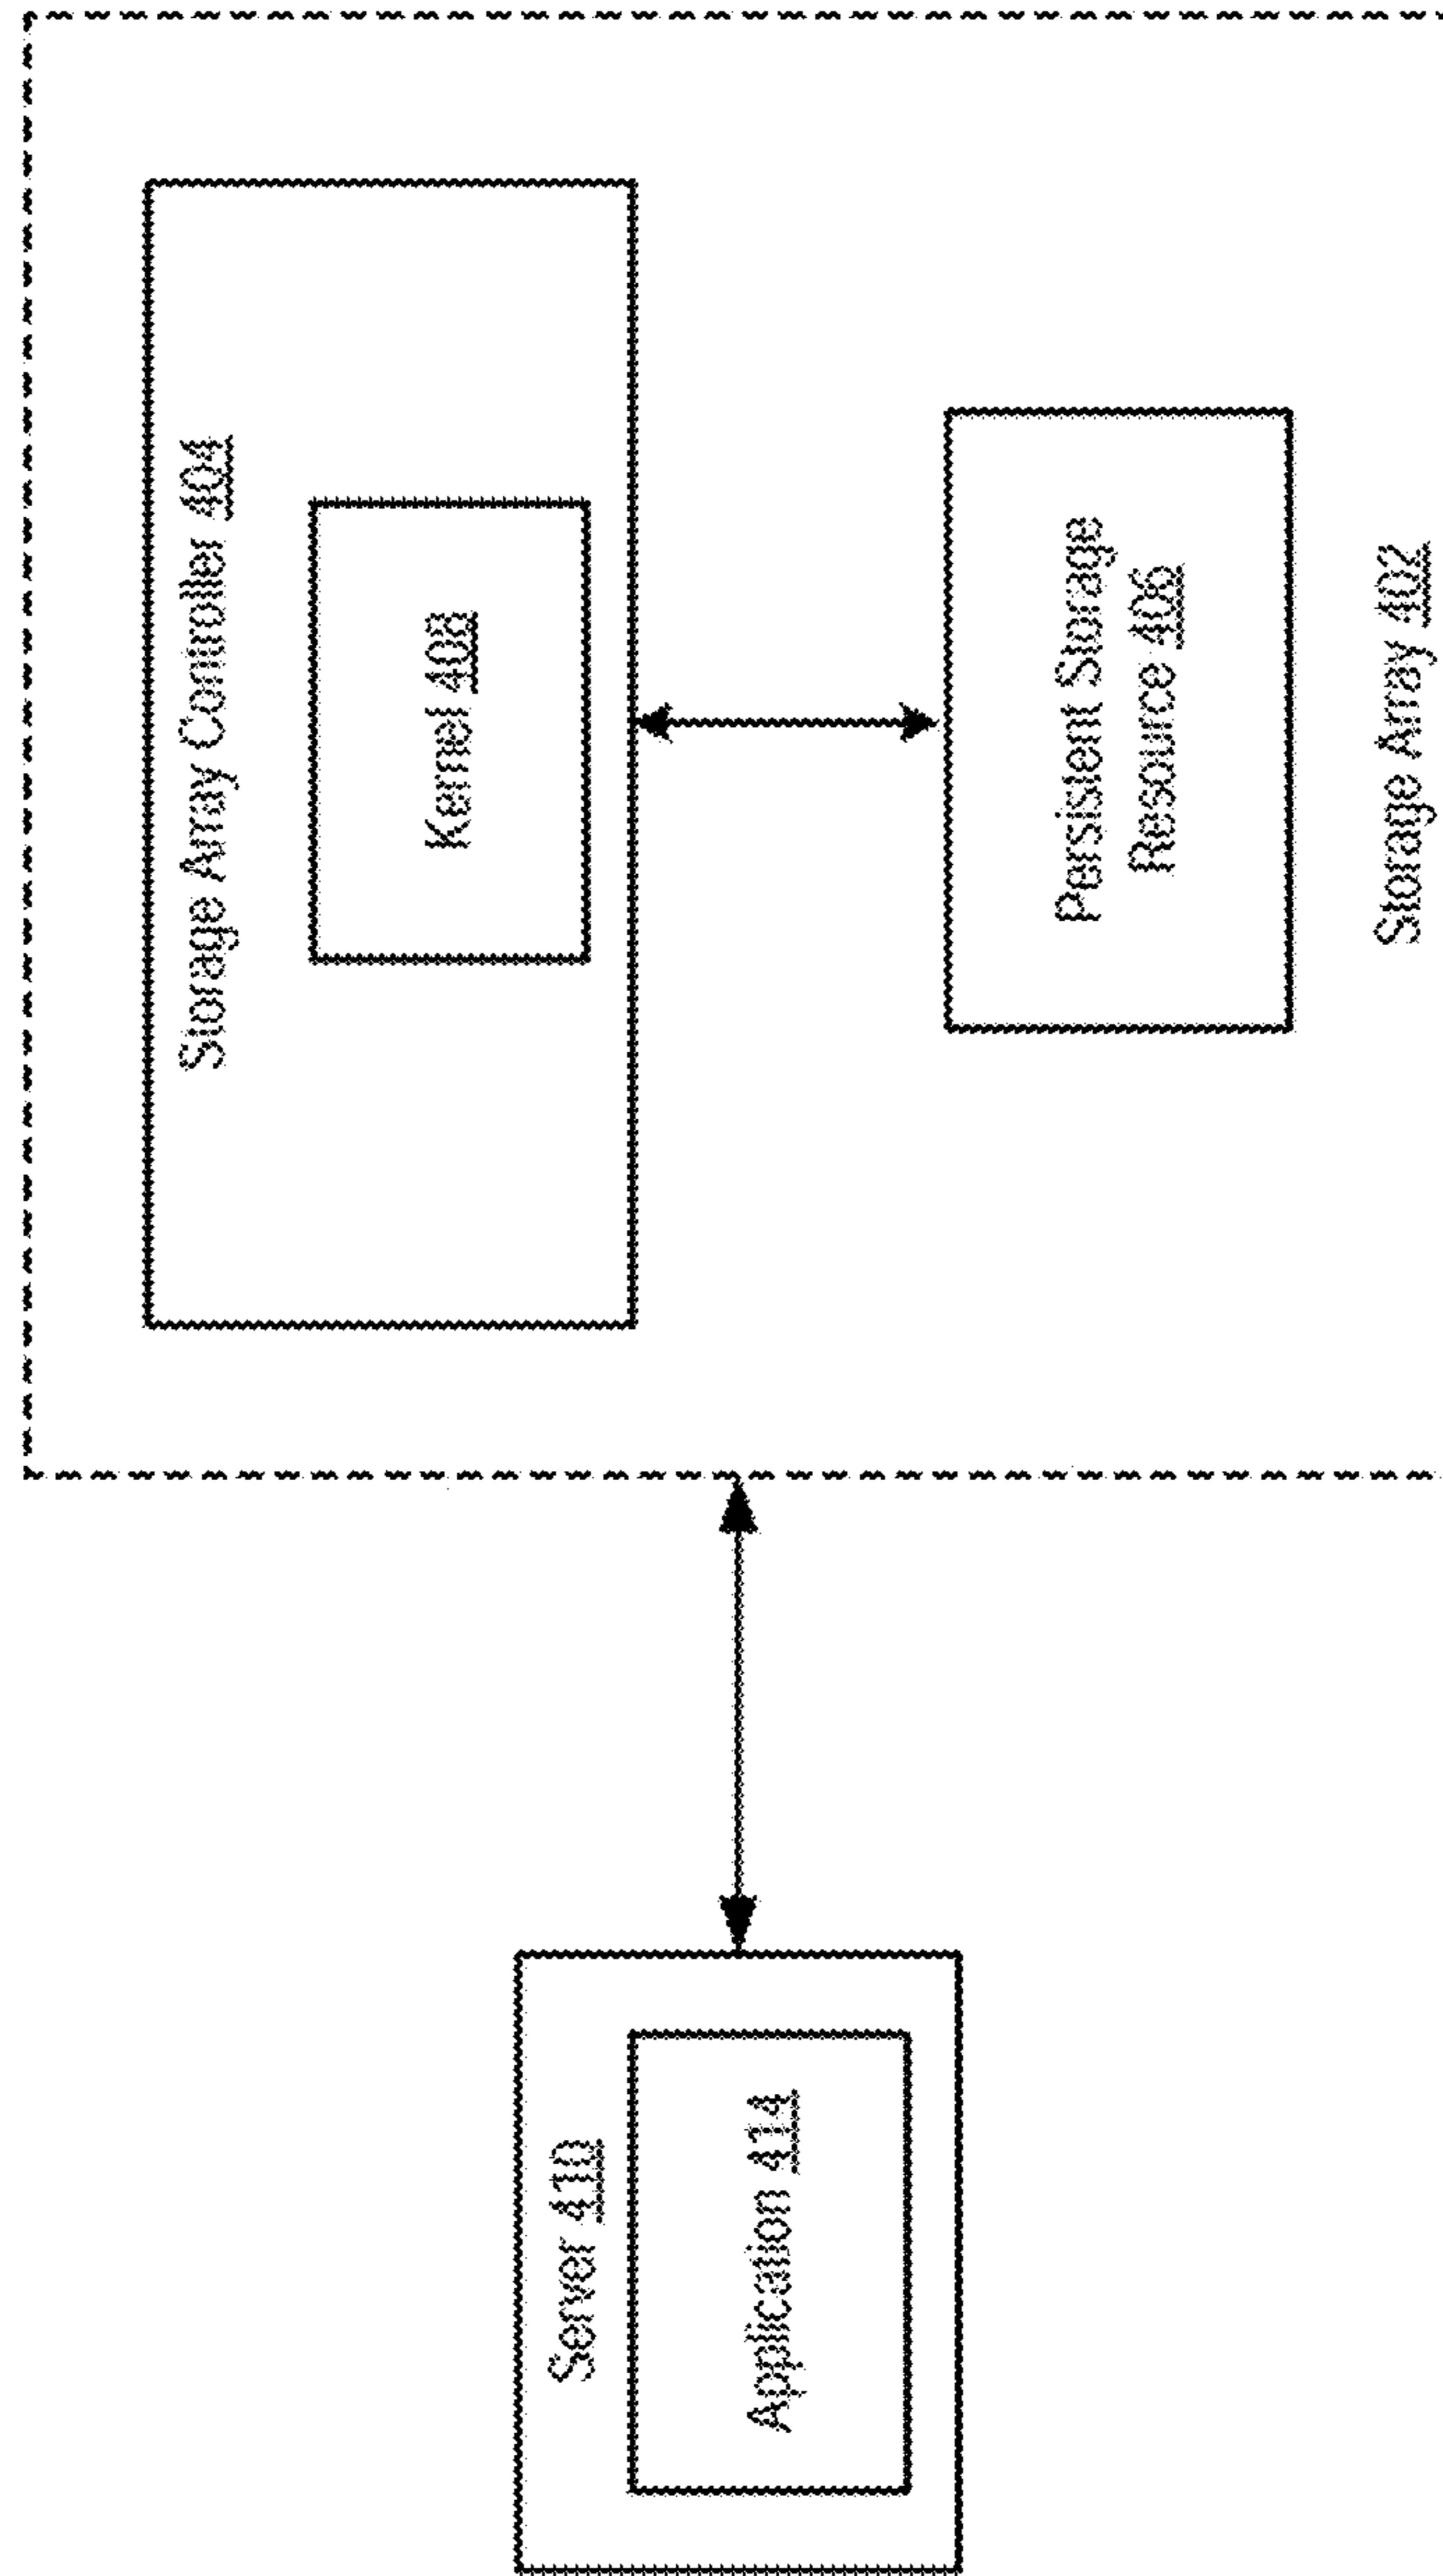 Server 410
Application 414
Storage Array Controller 404
Kernel 408
Persistent Storage
Resource 406
Storage Array 402